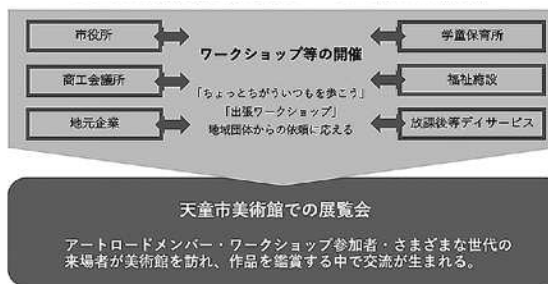 市役所
商工会議所
地元企業
ワークショップ等の開催
「ちょっとちがういつもを歩こう」
「出張ワークショップ」
地域団体からの依頼に応える
学童保育所
福祉施設
放課後等デイサービス
天童市美術館での展覧会
アートロードメンバー・ワークショップ参加者・さまざまな世代の
来場者が美術館を訪れ、作品を鑑賞する中で交流が生まれる。